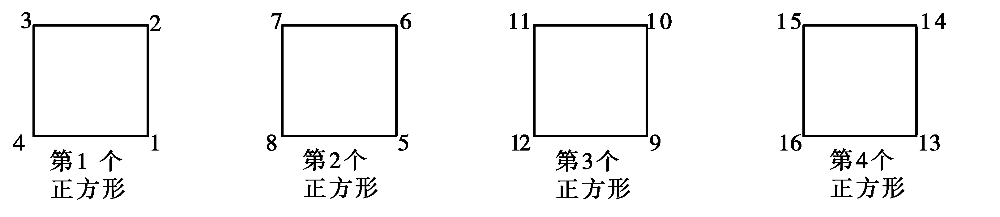 3 2 7 6 11 10 15 14
4 1 8 5 12 9 16 13
第1 个 第2个 第3个 第4个
正方形 正方形 正方形 正方形